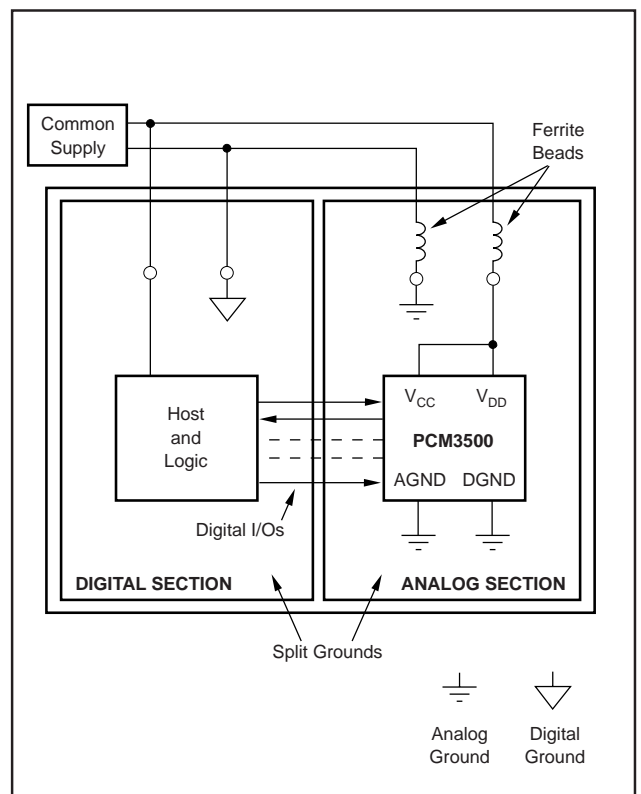 Common
Supply
Ferrite
Beads
Host
and
Logic
VCC VDD
PCM3500
AGND DGND
Digital I/Os
DIGITAL SECTION
ANALOG SECTION
Split Grounds
Analog
Ground
Digital
Ground